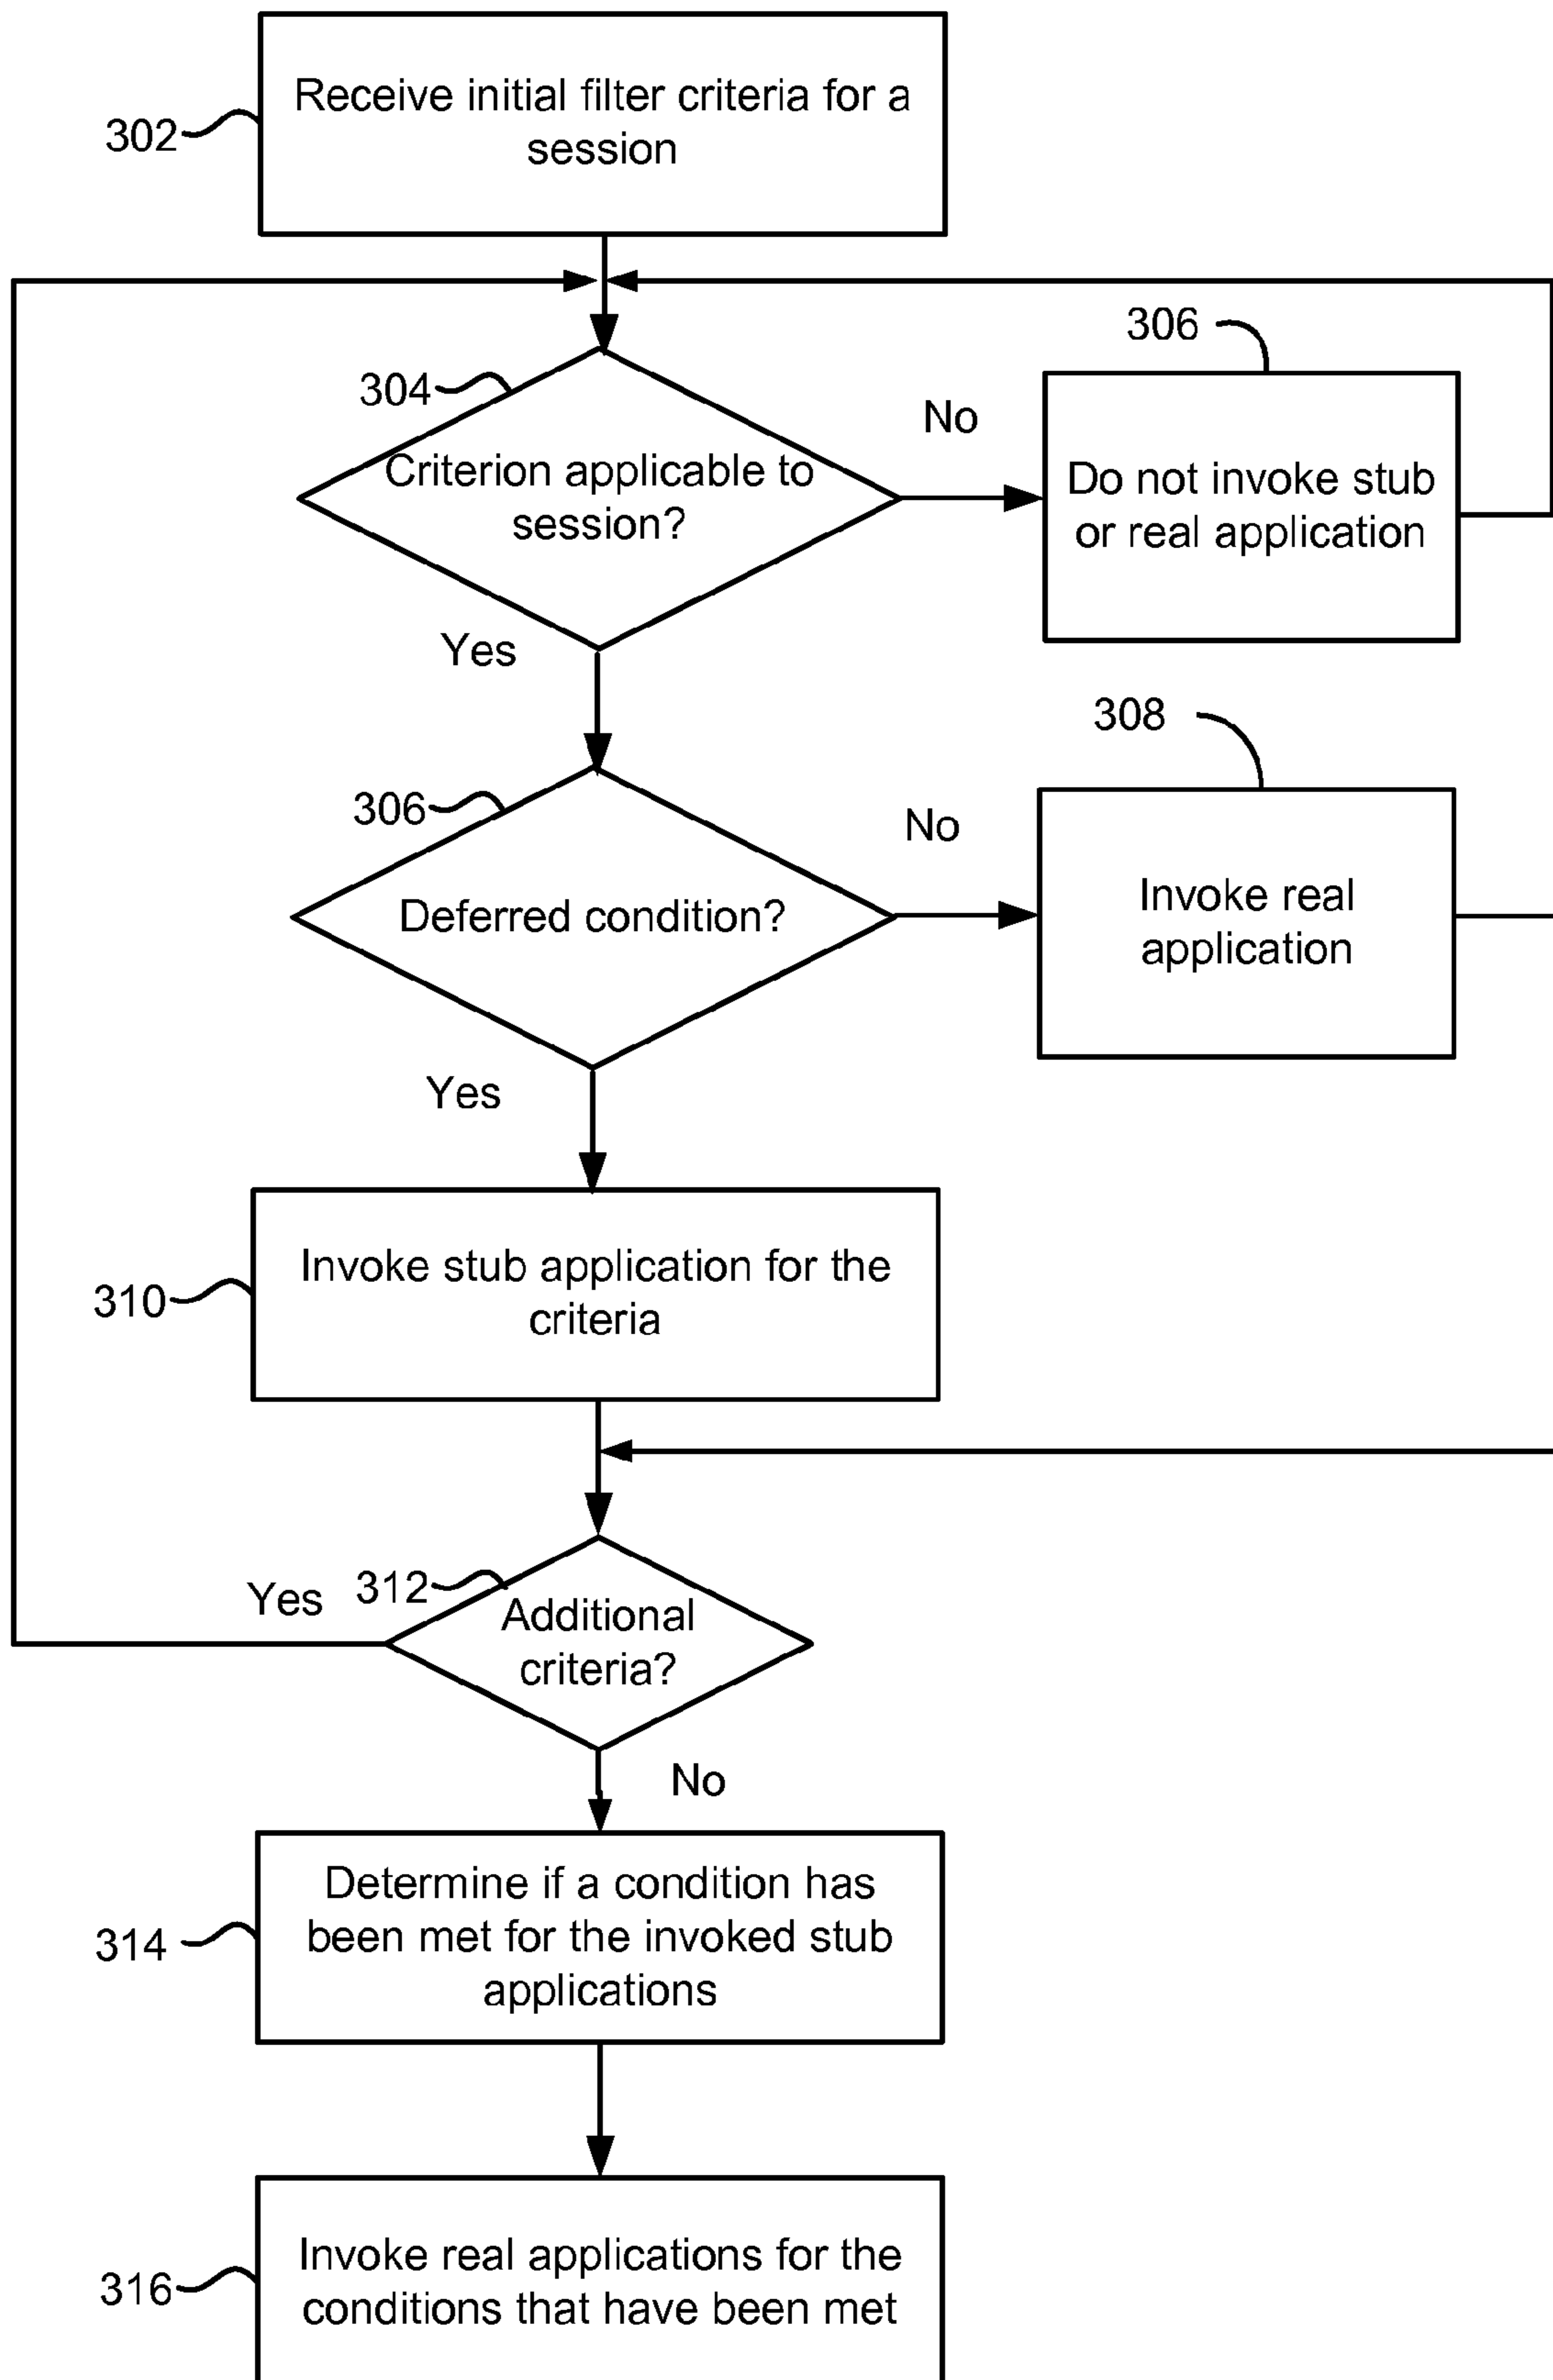 Receive initial filter criteria for a
session
302
306
304
No
Criterion applicable to
session?
Do not invoke stub
or real application
Yes
308
306
No
Deferred condition?
Invoke real
application
Yes
Invoke stub application for the
criteria
310
Yes
312
Additional
criteria?
No
Determine if a condition has
been met for the invoked stub
applications
314
Invoke real applications for the
conditions that have been met
316